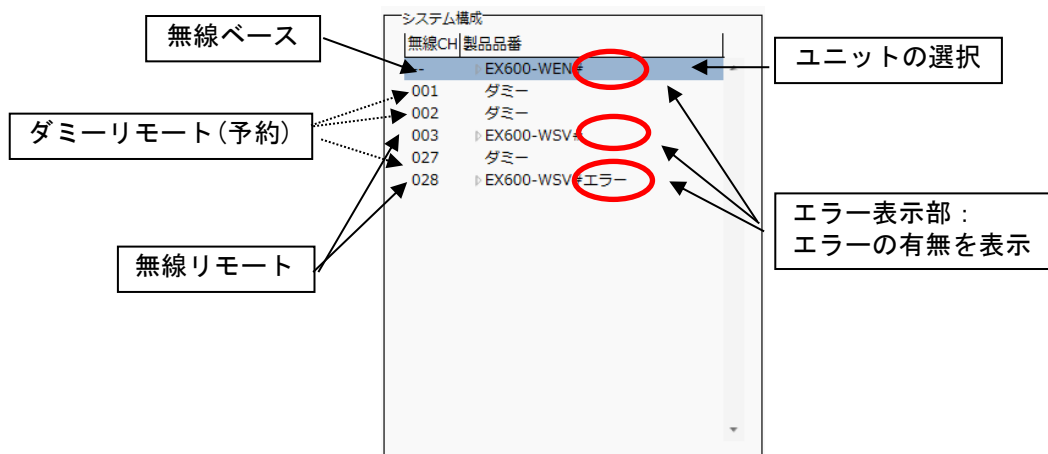 システム構成
無線CH 製品品番
-- EX600-WEN#
001 ダミー
002 ダミー
003 EX600-WSV#
027 ダミー
028 EX600-WSV#エラー
無線ベース
ダミーリモート(予約)
無線リモート
ユニットの選択
エラー表示部：
エラーの有無を表示